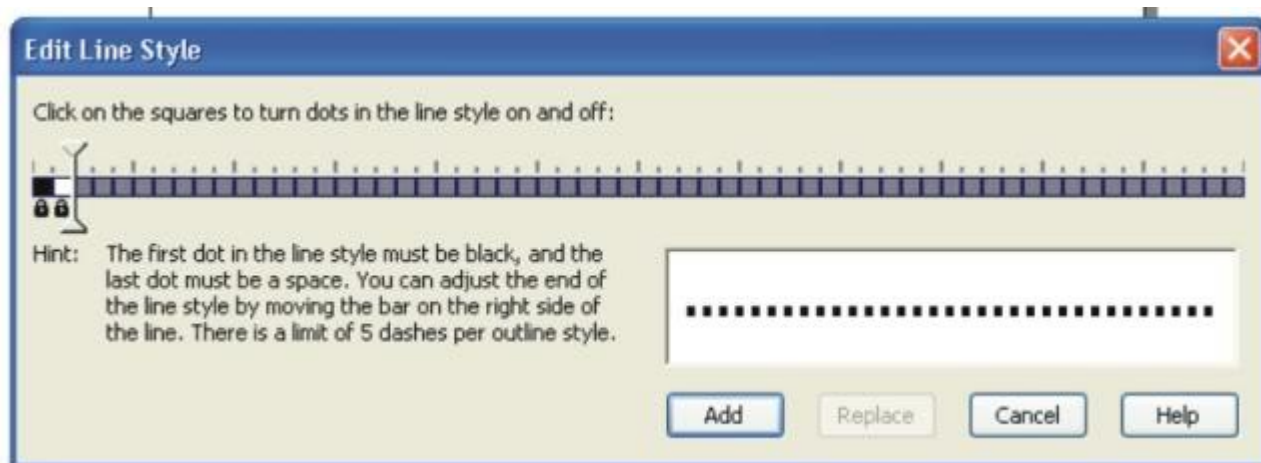 Edit Line Style
Click on the squares to turn dots in the line style on and off:
Hint: The first dot in the line style must be black, and the
last dot must be a space. You can adjust the end of
the line style by moving the bar on the right side of
the line. There is a limit of 5 dashes per outline style.
Add Replace Cancel Help